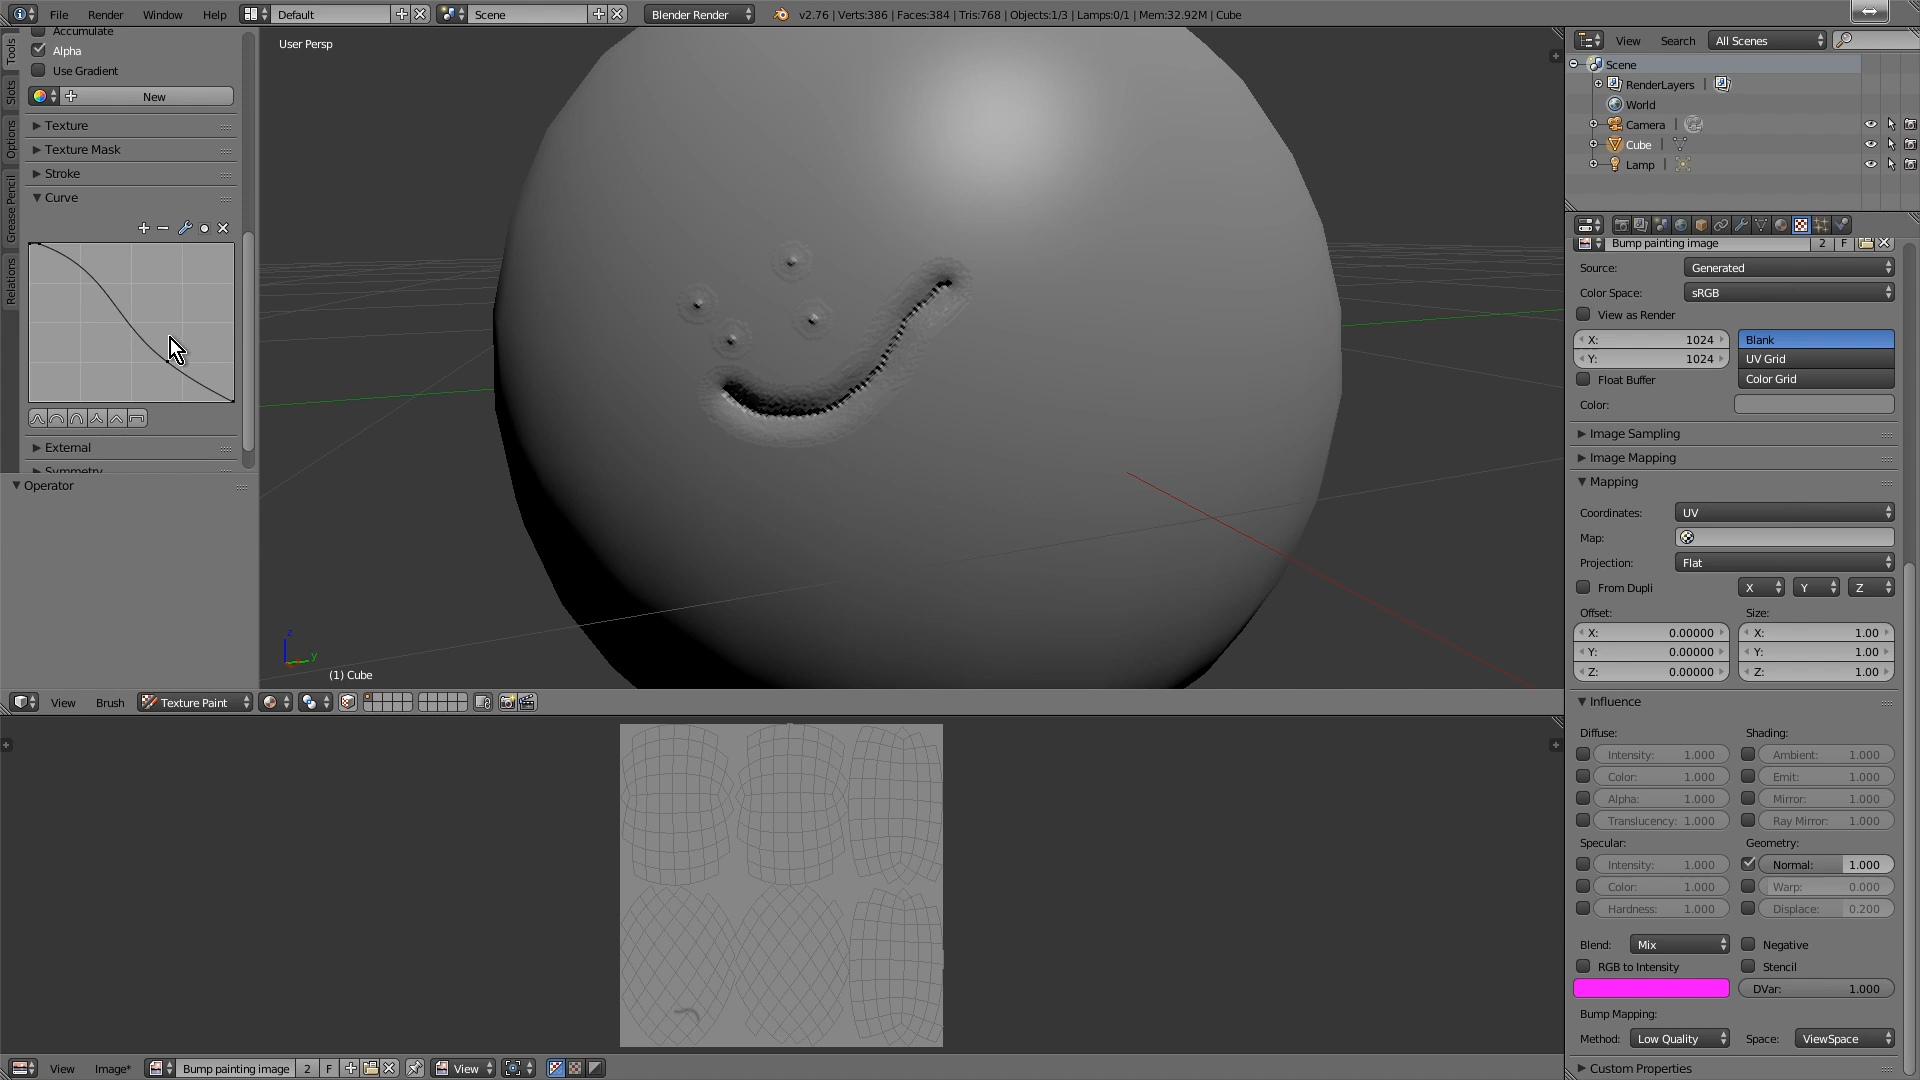 File Render Window Help Default Scene Blender Render v2.76 | Verts:386 | Faces:384 | Tris:768 | Objects:1/3 | Lamps:0/1 | Mem:32.92M | Cube
Tools
Slots
Options
Grease Pencil
Relations
Accumulate
Alpha
Use Gradient
New
Texture
Texture Mask
Stroke
Curve
External
Symmetry
Operator
User Persp
z
y
(1) Cube
View Brush Texture Paint
View Image* Bump painting image 2 F View
View Search All Scenes
Scene
RenderLayers |
World
Camera |
Cube |
Lamp |
Bump painting image 2 F
Source: Generated
Color Space: sRGB
View as Render
X: 1024 Blank
Y: 1024 UV Grid
Float Buffer Color Grid
Color:
Image Sampling
Image Mapping
Mapping
Coordinates: UV
Map:
Projection: Flat
From Dupli X Y Z
Offset: Size:
X: 0.00000 X: 1.00
Y: 0.00000 Y: 1.00
Z: 0.00000 Z: 1.00
Influence
Diffuse: Shading:
Intensity: 1.000 Ambient: 1.000
Color: 1.000 Emit: 1.000
Alpha: 1.000 Mirror: 1.000
Translucency: 1.000 Ray Mirror: 1.000
Specular: Geometry:
Intensity: 1.000 Normal: 1.000
Color: 1.000 Warp: 0.000
Hardness: 1.000 Displace: 0.200
Blend: Mix Negative
RGB to Intensity Stencil
DVar: 1.000
Bump Mapping:
Method: Low Quality Space: ViewSpace
Custom Properties